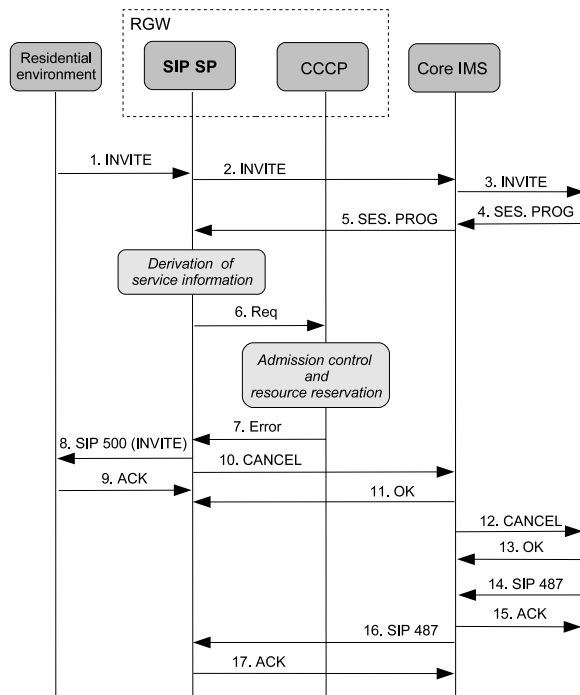 RGW
Residential
environment
SIP SP
CCCP
Core IMS
1. INVITE
2. INVITE
3. INVITE
4. SES. PROG
5. SES. PROG
Derivation of
service information
6. Req
Admission control
and
resource reservation
7. Error
8. SIP 500 (INVITE)
10. CANCEL
9. ACK
11. OK
12. CANCEL
13. OK
14. SIP 487
15. ACK
16. SIP 487
17. ACK